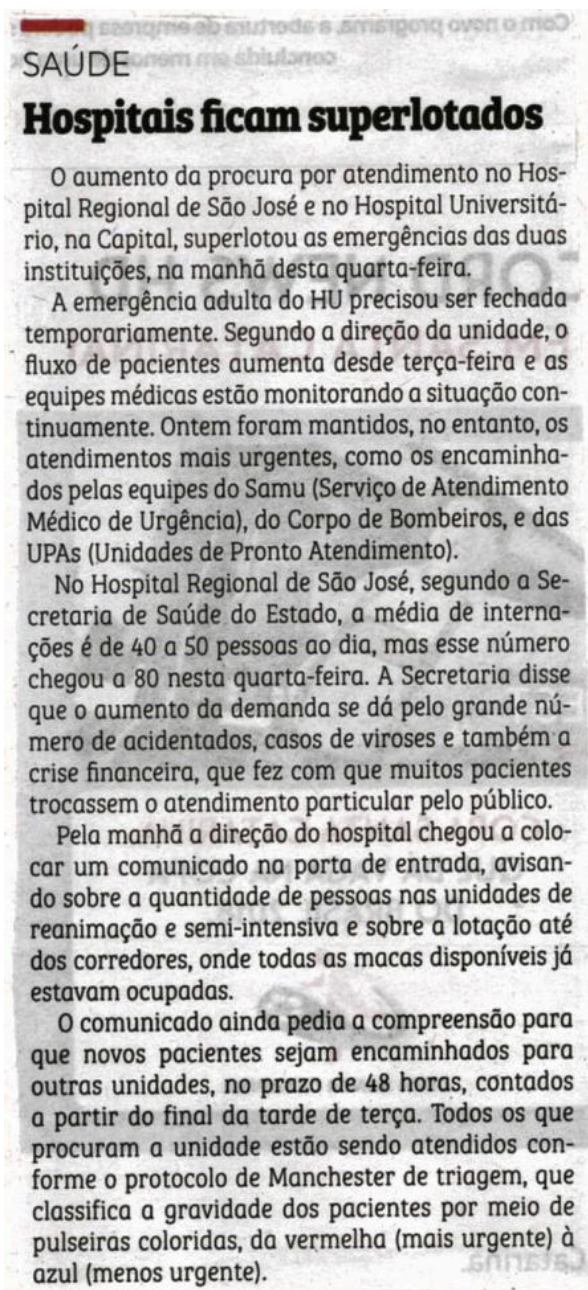 SAÚDE
Hospitais ficam superlotados
O aumento da procura por atendimento no Hos-
pital Regional de São José e no Hospital Universitá-
rio, na Capital, superlotou as emergências das duas
instituições, na manhã desta quarta-feira.
A emergência adulta do HU precisou ser fechada
temporariamente. Segundo a direção da unidade, o
fluxo de pacientes aumenta desde terça-feira e as
equipes médicas estão monitorando a situação con-
tinuamente. Ontem foram mantidos, no entanto, os
atendimentos mais urgentes, como os encaminha-
dos pelas equipes do Samu (Serviço de Atendimento
Médico de Urgência), do Corpo de Bombeiros, e das
UPAs (Unidades de Pronto Atendimento).
No Hospital Regional de São José, segundo a Se-
cretaria de Saúde do Estado, a média de interna-
ções é de 40 a 50 pessoas ao dia, mas esse número
chegou a 80 nesta quarta-feira. A Secretaria disse
que o aumento da demanda se dá pelo grande nú-
mero de acidentados, casos de viroses e também a
crise financeira, que fez com que muitos pacientes
trocassem o atendimento particular pelo público.
Pela manhã a direção do hospital chegou a colo-
car um comunicado na porta de entrada, avisan-
do sobre a quantidade de pessoas nas unidades de
reanimação e semi-intensiva e sobre a lotação até
dos corredores, onde todas as macas disponíveis já
estavam ocupadas.
O comunicado ainda pedia a compreensão para
que novos pacientes sejam encaminhados para
outras unidades, no prazo de 48 horas, contados
a partir do final da tarde de terça. Todos os que
procuram a unidade estão sendo atendidos con-
forme o protocolo de Manchester de triagem, que
classifica a gravidade dos pacientes por meio de
pulseiras coloridas, da vermelha (mais urgente) à
azul (menos urgente).